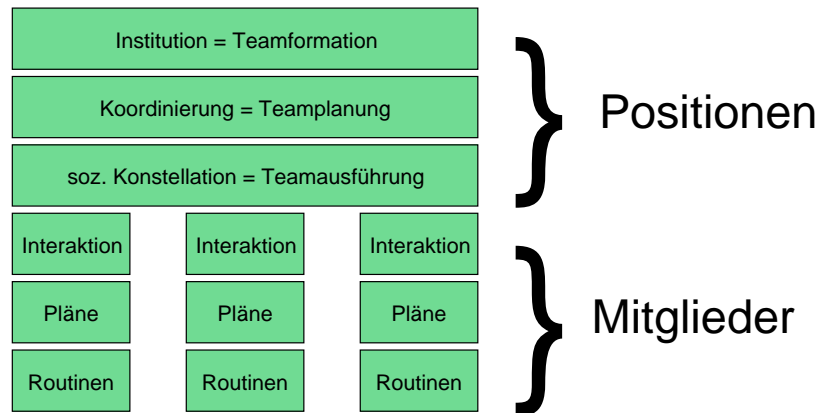 Institution = Teamformation
Koordinierung = Teamplanung
soz. Konstellation = Teamausführung
} Positionen
Interaktion Interaktion Interaktion
Pläne Pläne Pläne
Routinen Routinen Routinen
} Mitglieder